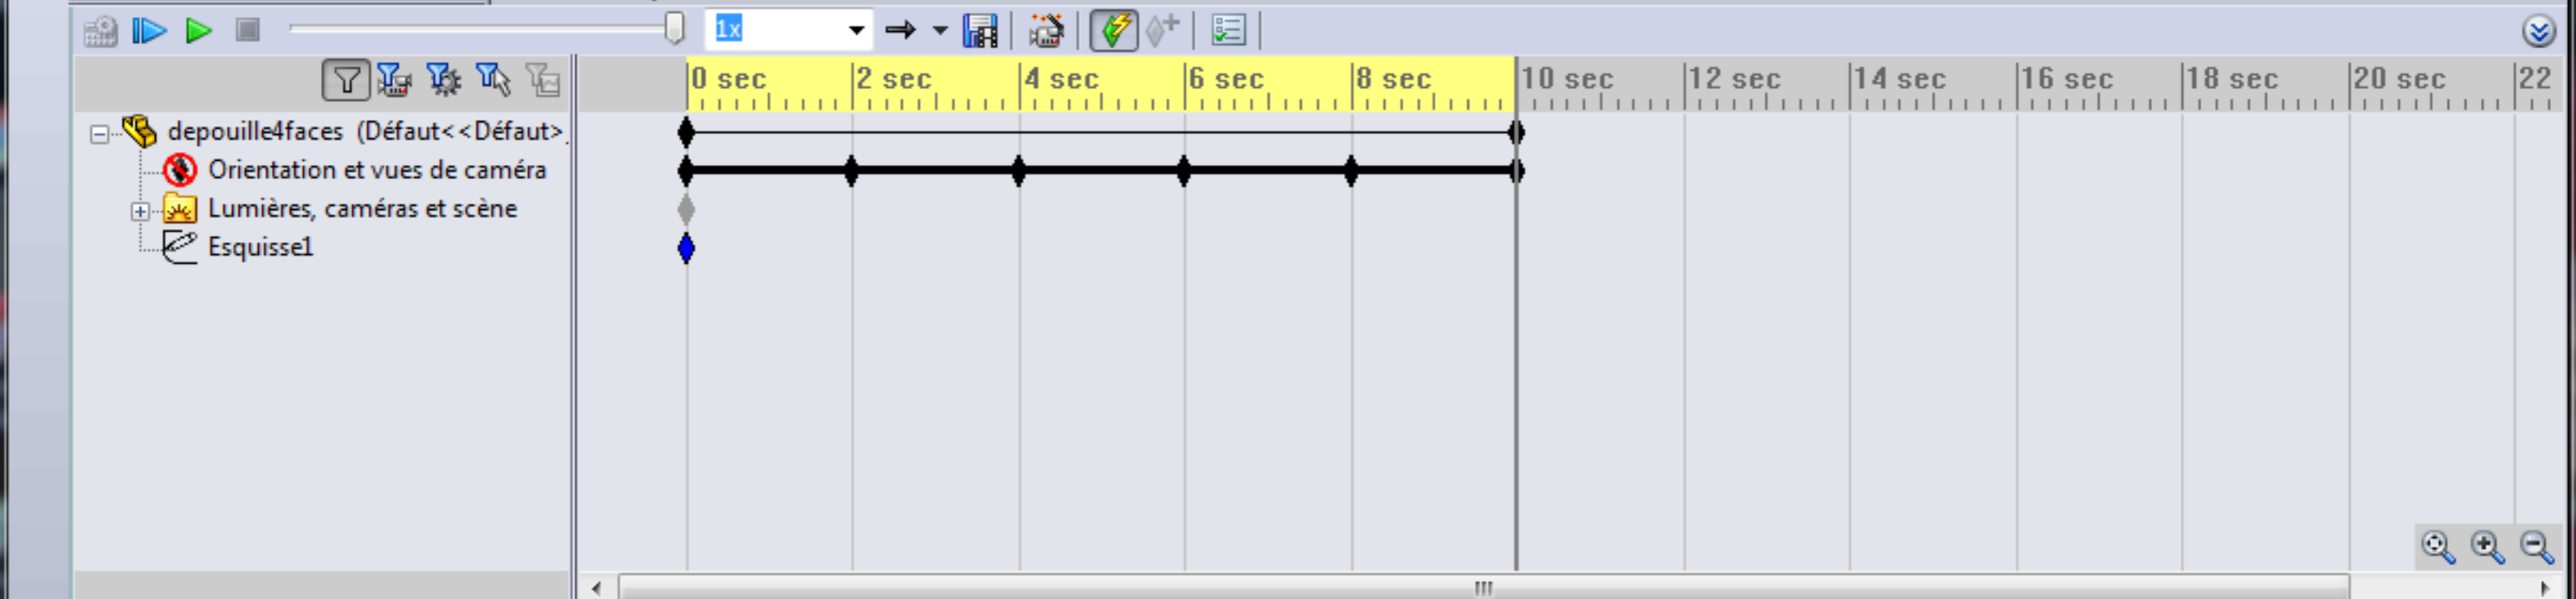 1x
0 sec 2 sec 4 sec 6 sec 8 sec 10 sec 12 sec 14 sec 16 sec 18 sec 20 sec 22
depouille4faces (Défaut<<Défaut>.
Orientation et vues de caméra
Lumières, caméras et scène
Esquisse1